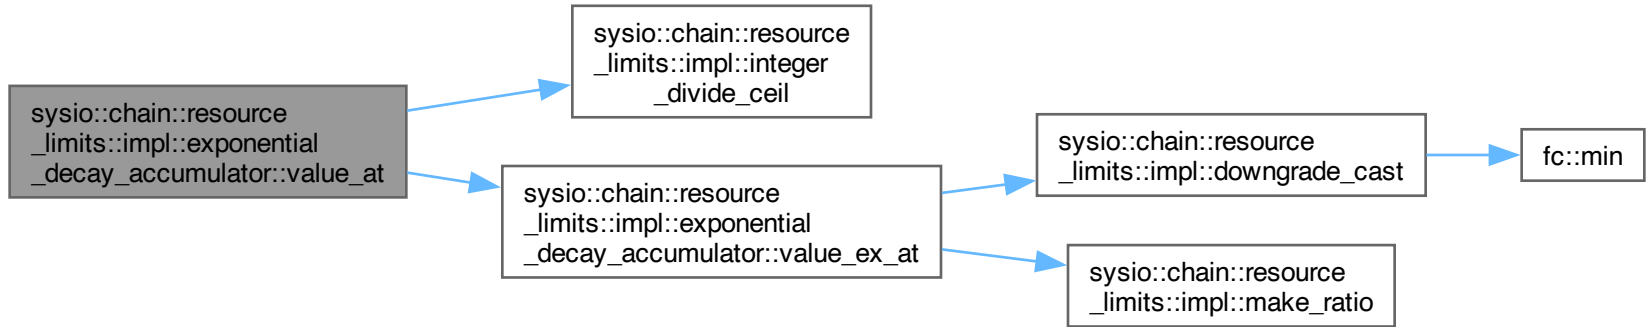 sysio::chain::resource
_limits::impl::exponential
_decay_accumulator::value_at
sysio::chain::resource
_limits::impl::integer
_divide_ceil
sysio::chain::resource
_limits::impl::exponential
_decay_accumulator::value_ex_at
sysio::chain::resource
_limits::impl::downgrade_cast
fc::min
sysio::chain::resource
_limits::impl::make_ratio